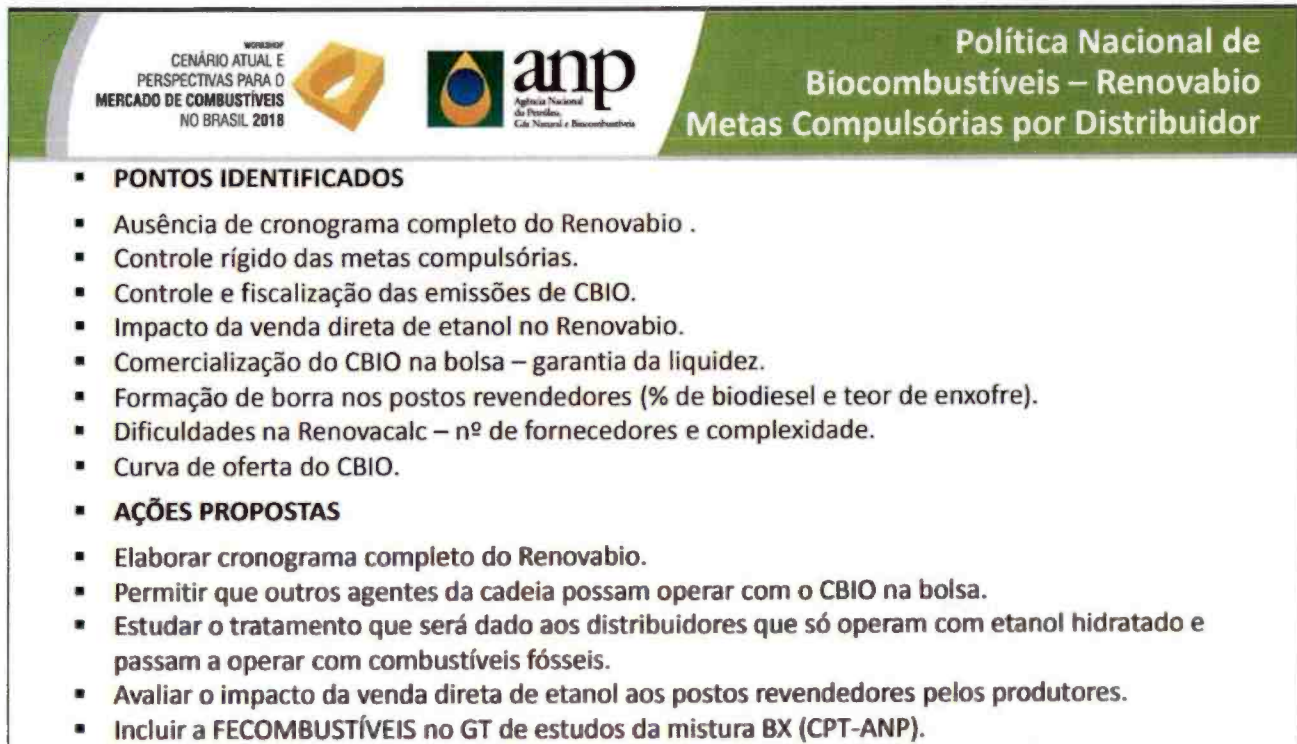 WORKSHOP
CENÁRIO ATUAL E
PERSPECTIVAS PARA O
MERCADO DE COMBUSTÍVEIS
NO BRASIL 2018
anp
Agência Nacional
do Petróleo,
Gás Natural e Biocombustíveis
Política Nacional de
Biocombustíveis – Renovabio
Metas Compulsórias por Distribuidor
▪ PONTOS IDENTIFICADOS
▪ Ausência de cronograma completo do Renovabio .
▪ Controle rígido das metas compulsórias.
▪ Controle e fiscalização das emissões de CBIO.
▪ Impacto da venda direta de etanol no Renovabio.
▪ Comercialização do CBIO na bolsa – garantia da liquidez.
▪ Formação de borra nos postos revendedores (% de biodiesel e teor de enxofre).
▪ Dificuldades na Renovacalc – nº de fornecedores e complexidade.
▪ Curva de oferta do CBIO.
▪ AÇÕES PROPOSTAS
▪ Elaborar cronograma completo do Renovabio.
▪ Permitir que outros agentes da cadeia possam operar com o CBIO na bolsa.
▪ Estudar o tratamento que será dado aos distribuidores que só operam com etanol hidratado e
passam a operar com combustíveis fósseis.
▪ Avaliar o impacto da venda direta de etanol aos postos revendedores pelos produtores.
▪ Incluir a FECOMBUSTÍVEIS no GT de estudos da mistura BX (CPT-ANP).